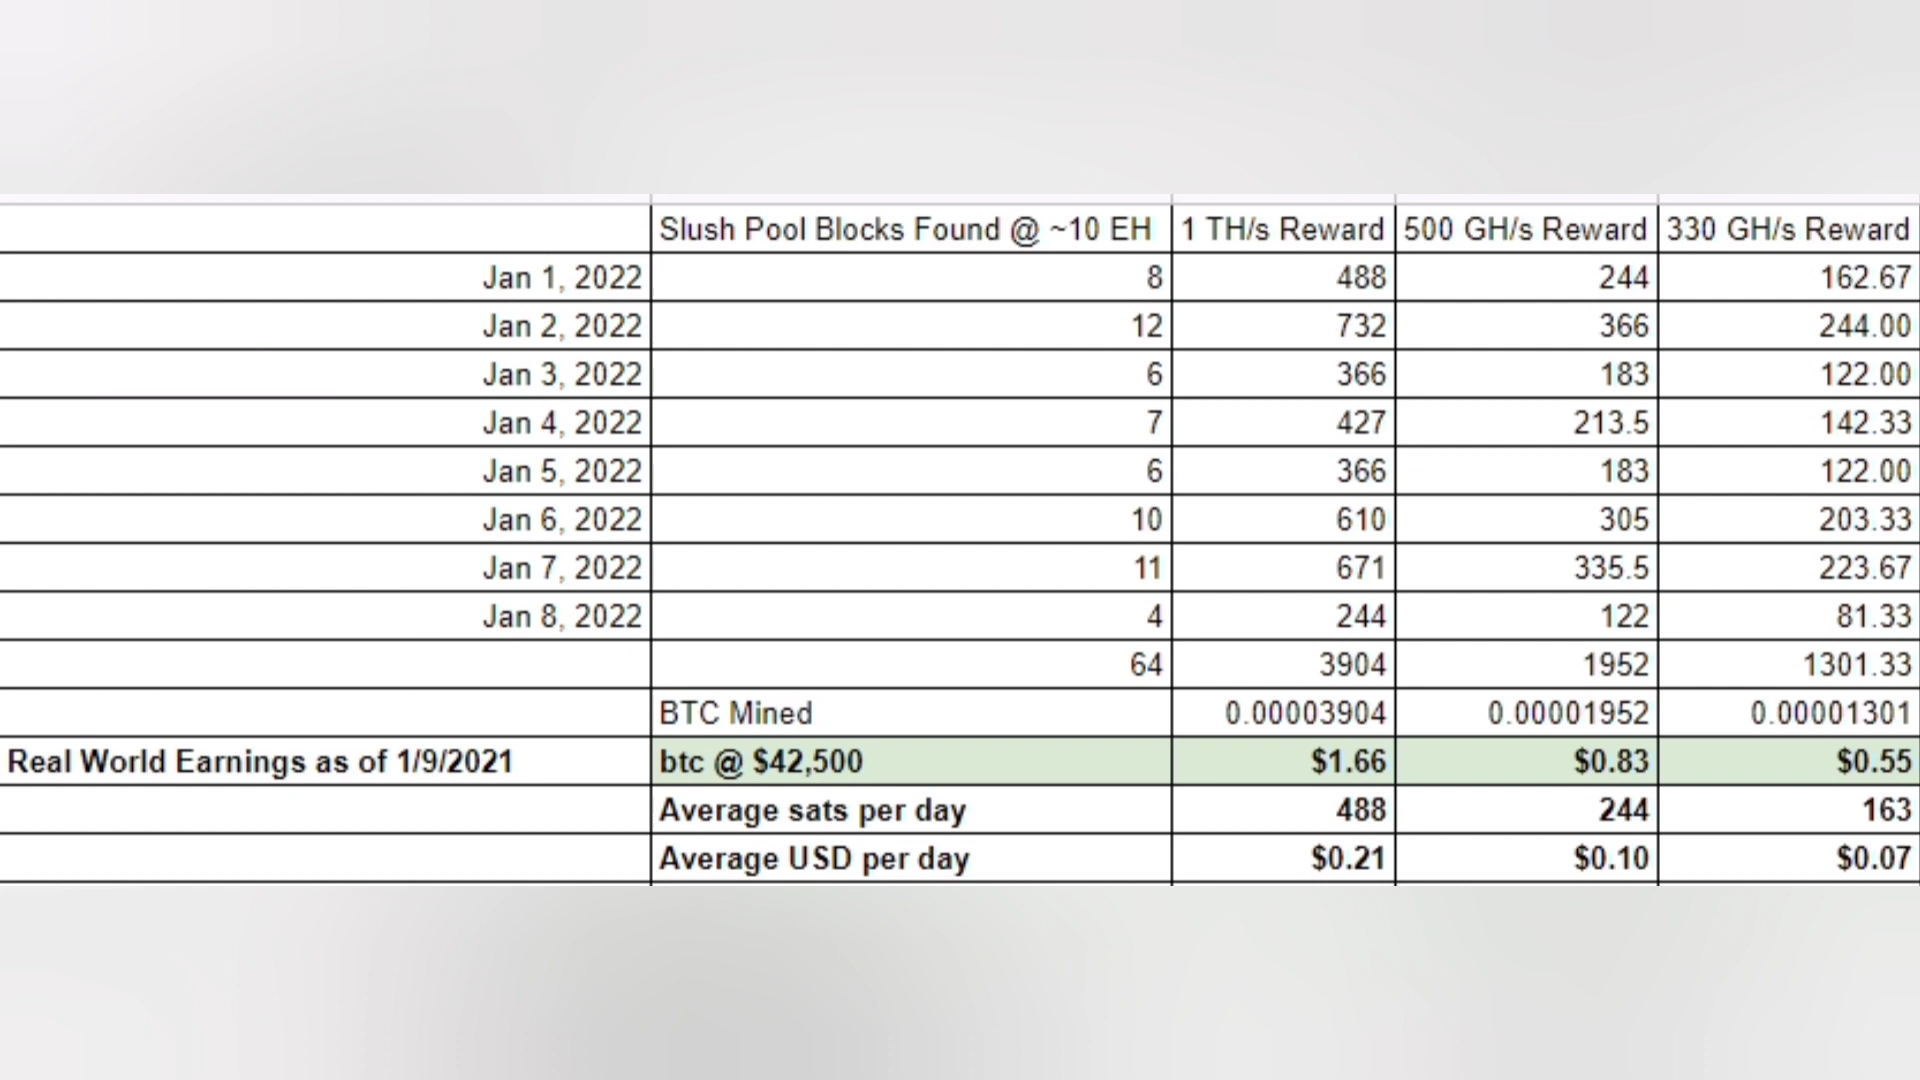 Slush Pool Blocks Found @ ~10 EH 1 TH/s Reward 500 GH/s Reward 330 GH/s Reward
Jan 1, 2022 8 488 244 162.67
Jan 2, 2022 12 732 366 244.00
Jan 3, 2022 6 366 183 122.00
Jan 4, 2022 7 427 213.5 142.33
Jan 5, 2022 6 366 183 122.00
Jan 6, 2022 10 610 305 203.33
Jan 7, 2022 11 671 335.5 223.67
Jan 8, 2022 4 244 122 81.33
64 3904 1952 1301.33
BTC Mined 0.00003904 0.00001952 0.00001301
Real World Earnings as of 1/9/2021 btc @ $42,500 $1.66 $0.83 $0.55
Average sats per day 488 244 163
Average USD per day $0.21 $0.10 $0.07